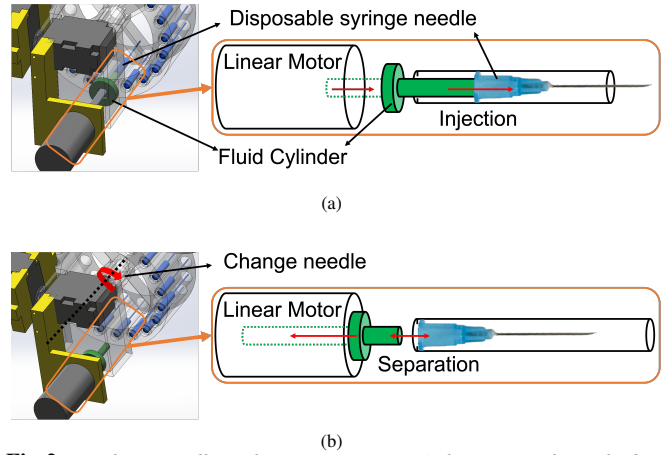 Disposable syringe needle
Linear Motor
Injection
Fluid Cylinder
(a)
Change needle
Linear Motor
Separation
(b)